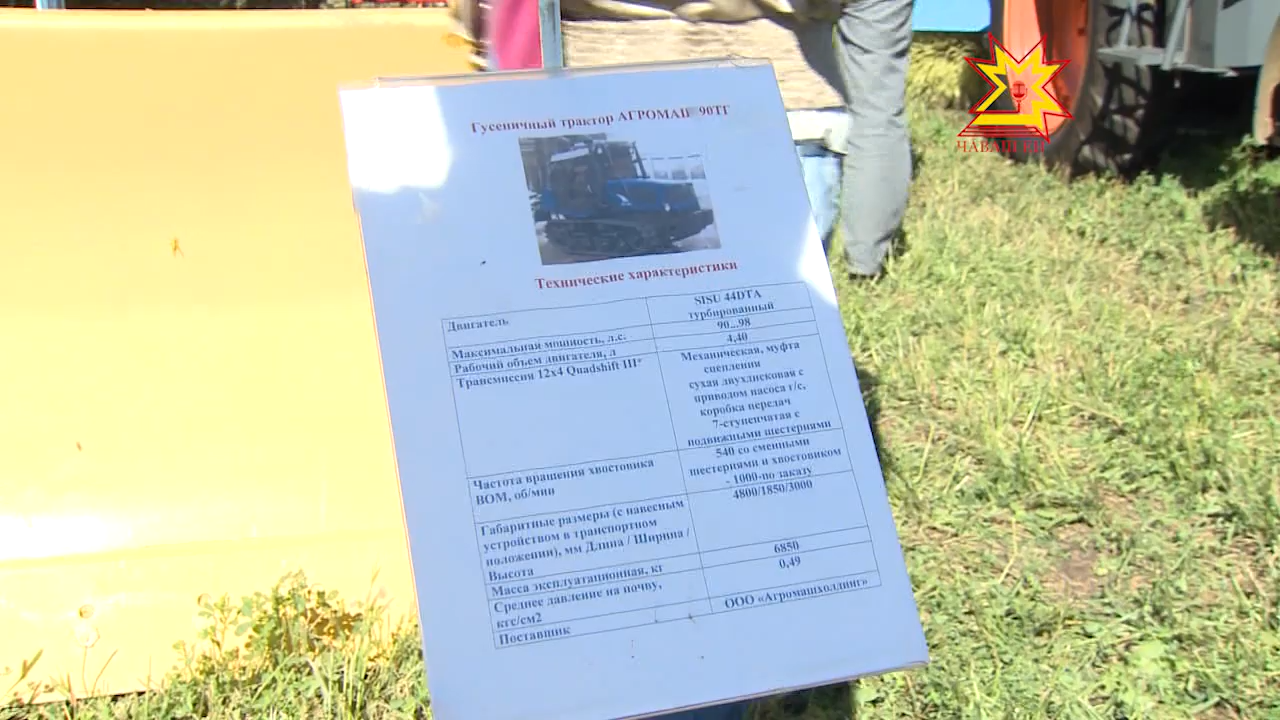 ЧӐВАШ ЕН
Гусеничный трактор АГРОМАШ 90ТГ
Технические характеристики
Двигатель
SISU 44DTA
турбированный
Максимальная мощность, л.с.
90...98
Рабочий объем двигателя, л
4,40
Трансмиссия 12x4 Quadshift III*
Механическая, муфта
сцепления
сухая двухдисковая с
приводом насоса г/с,
коробка передач
7-ступенчатая с
подвижными шестернями
Частота вращения хвостовика
ВОМ, об/мин
540 со сменными
шестернями и хвостовиком
- 1000-по заказу
Габаритные размеры (с навесным
устройством в транспортном
положении), мм Длина / Ширина /
Высота
4800/1850/3000
Масса эксплуатационная, кг
6850
Среднее давление на почву,
кгс/см2
0,49
Поставщик
ООО «Агромашхолдинг»